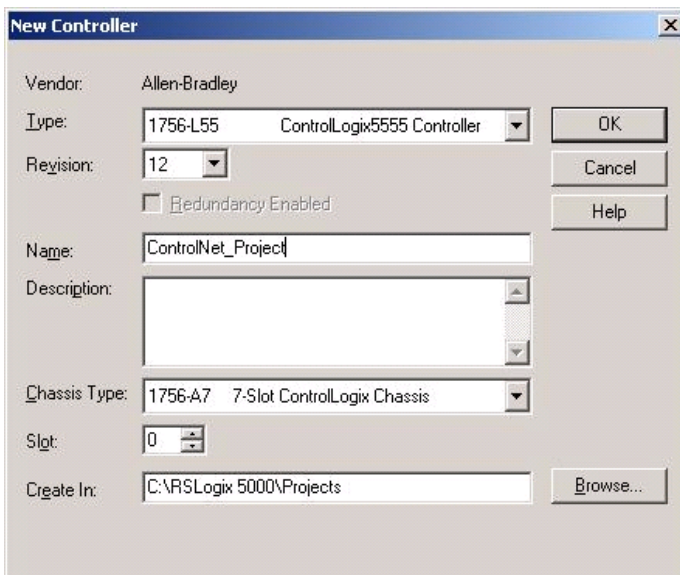 New Controller
Vendor: Allen-Bradley
Type: 1756-L55 ControlLogix5555 Controller OK
Revision: 12 Cancel
Redundancy Enabled Help
Name: ControlNet_Project
Description:
Chassis Type: 1756-A7 7-Slot ControlLogix Chassis
Slot: 0
Create In: C:\RSLogix 5000\Projects Browse...